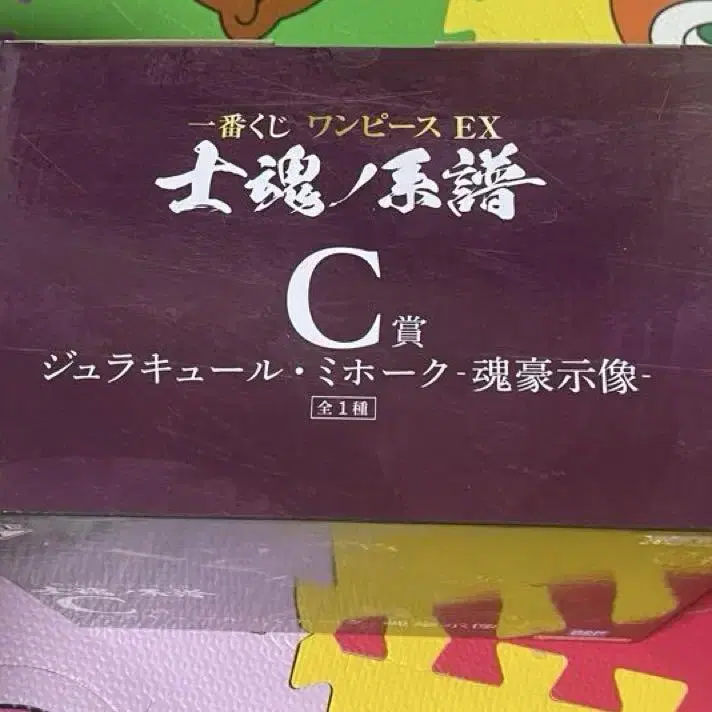 一番くじ ワンピース EX
士魂ノ系譜
C賞
ジュラキュール・ミホーク-魂豪示像-
全1種